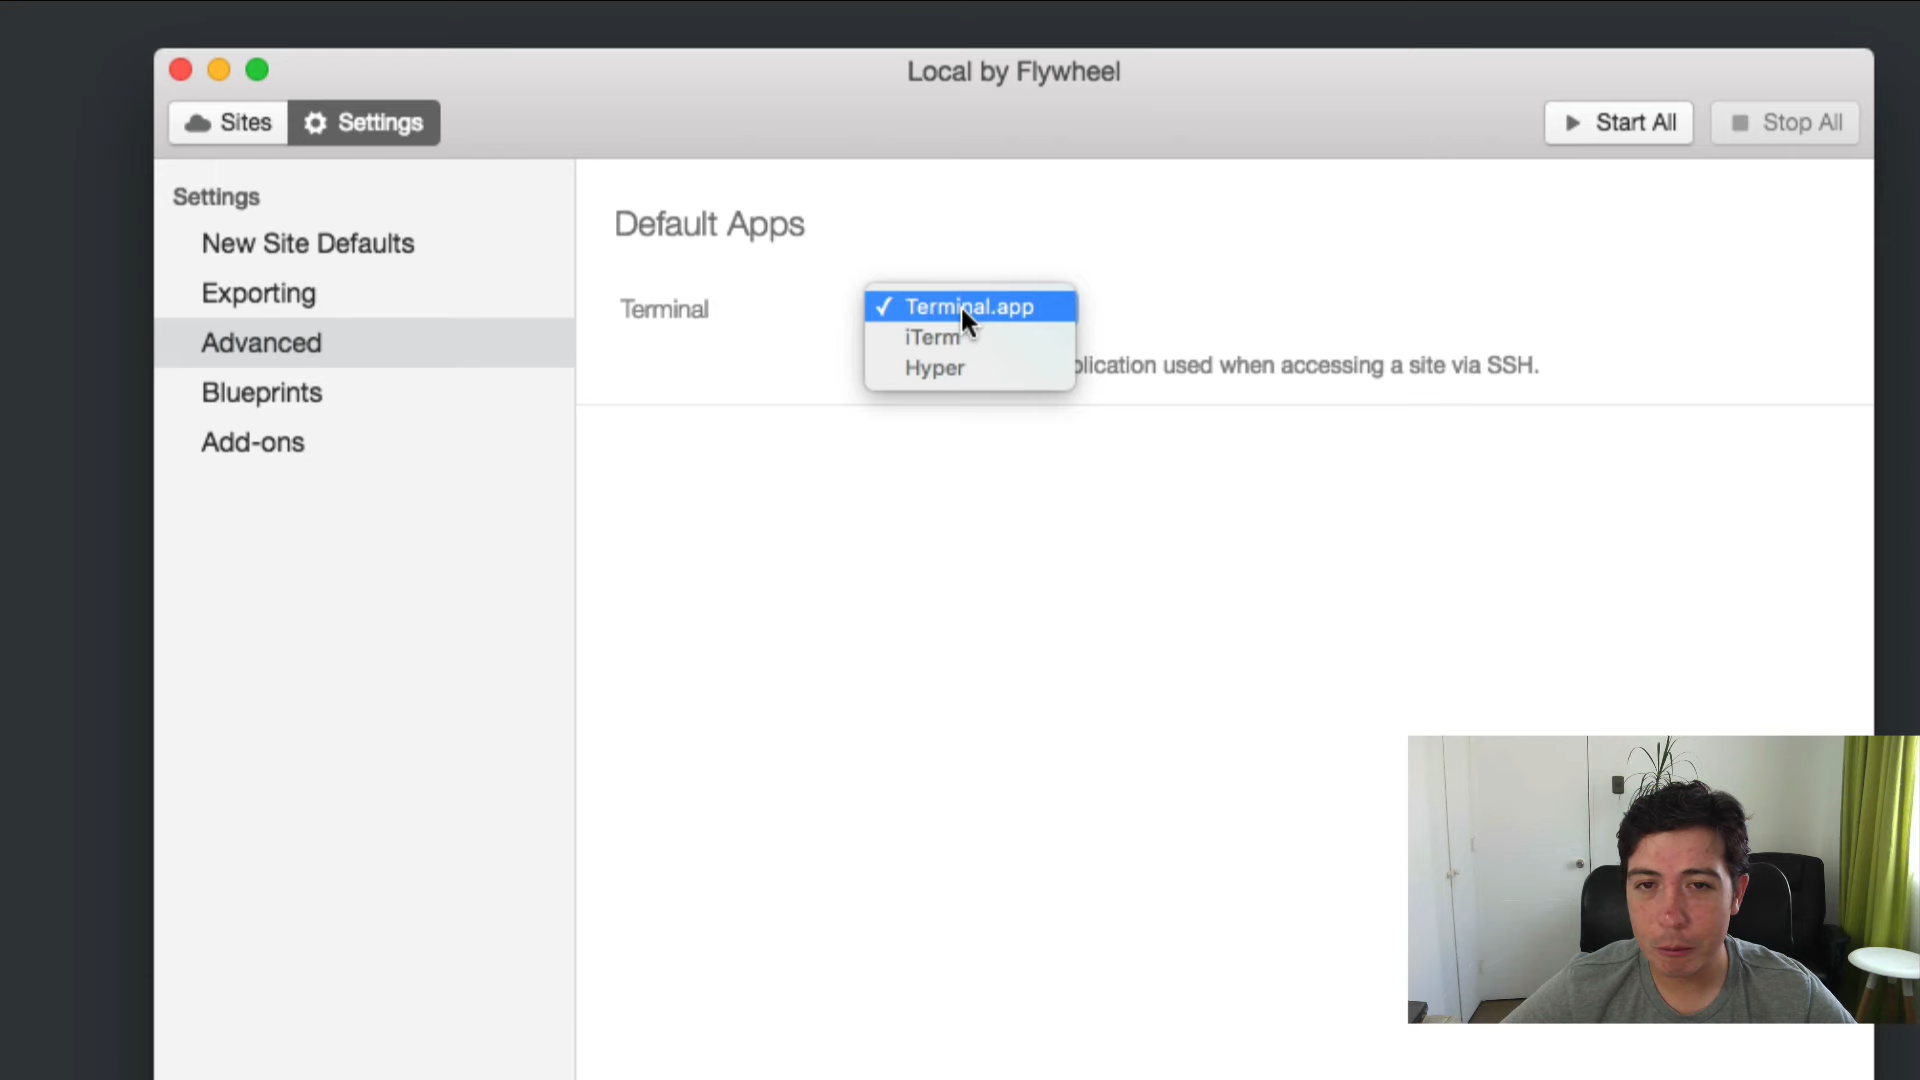 Local by Flywheel
Sites
Settings
Start All
Stop All
Settings
New Site Defaults
Exporting
Advanced
Blueprints
Add-ons
Default Apps
Terminal
✓ Terminal.app
iTerm
Hyper
plication used when accessing a site via SSH.